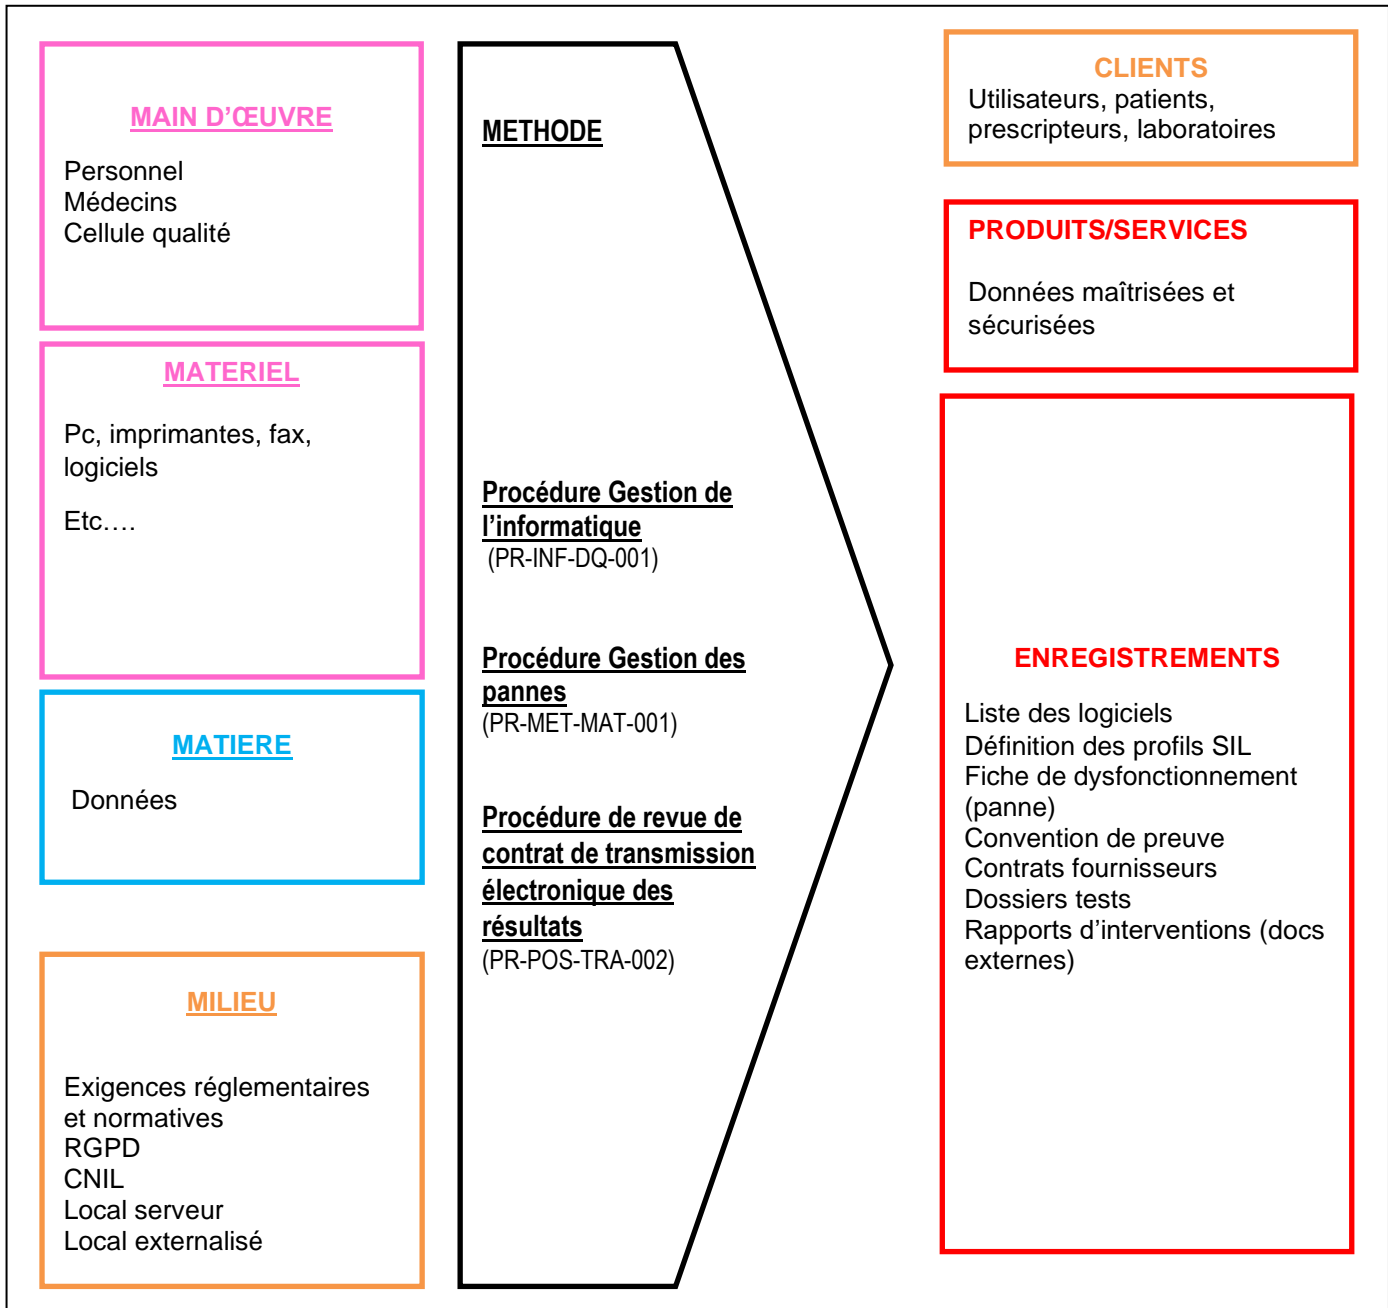 MAIN D’ŒUVRE
Personnel
Médecins
Cellule qualité
MATERIEL
Pc, imprimantes, fax,
logiciels
Etc….
MATIERE
Données
MILIEU
Exigences réglementaires
et normatives
RGPD
CNIL
Local serveur
Local externalisé
METHODE
Procédure Gestion de
l’informatique
(PR-INF-DQ-001)
Procédure Gestion des
pannes
(PR-MET-MAT-001)
Procédure de revue de
contrat de transmission
électronique des
résultats
(PR-POS-TRA-002)
CLIENTS
Utilisateurs, patients,
prescripteurs, laboratoires
PRODUITS/SERVICES
Données maîtrisées et
sécurisées
ENREGISTREMENTS
Liste des logiciels
Définition des profils SIL
Fiche de dysfonctionnement
(panne)
Convention de preuve
Contrats fournisseurs
Dossiers tests
Rapports d’interventions (docs
externes)